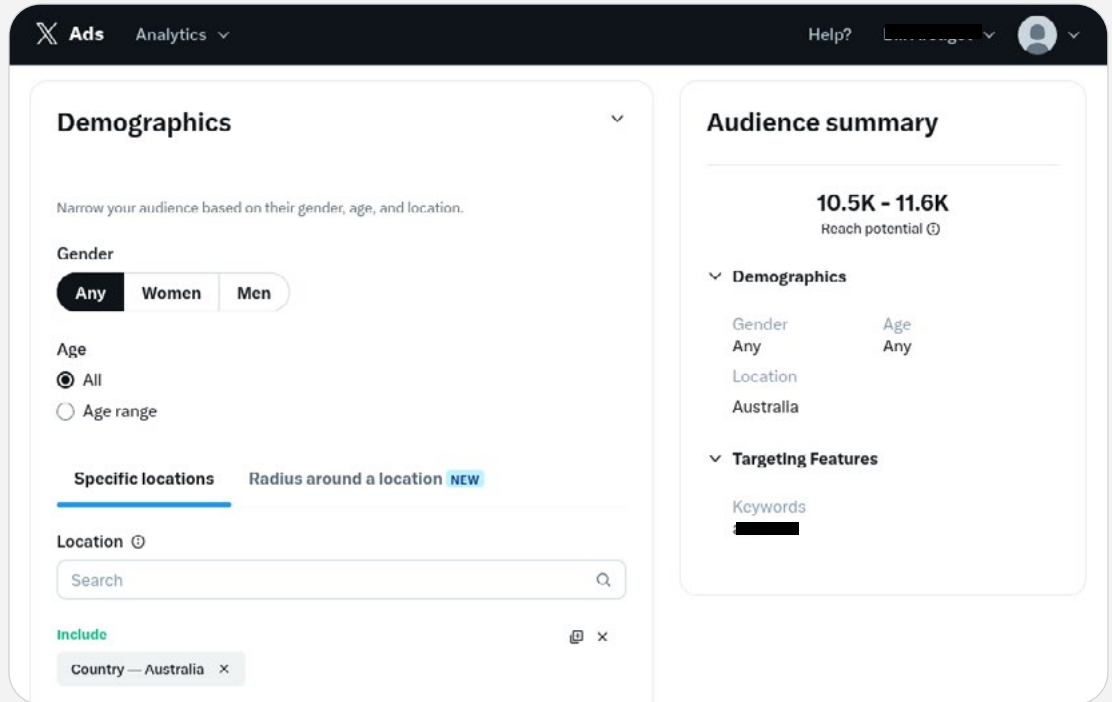 X Ads Analytics Help?
Demographics
Narrow your audience based on their gender, age, and location.
Gender
Any Women Men
Age
All
Age range
Specific locations Radius around a location NEW
Location
Search
Include
Country — Australia ×
Audience summary
10.5K - 11.6K
Reach potential
Demographics
Gender Age
Any Any
Location
Australia
Targeting Features
Keywords